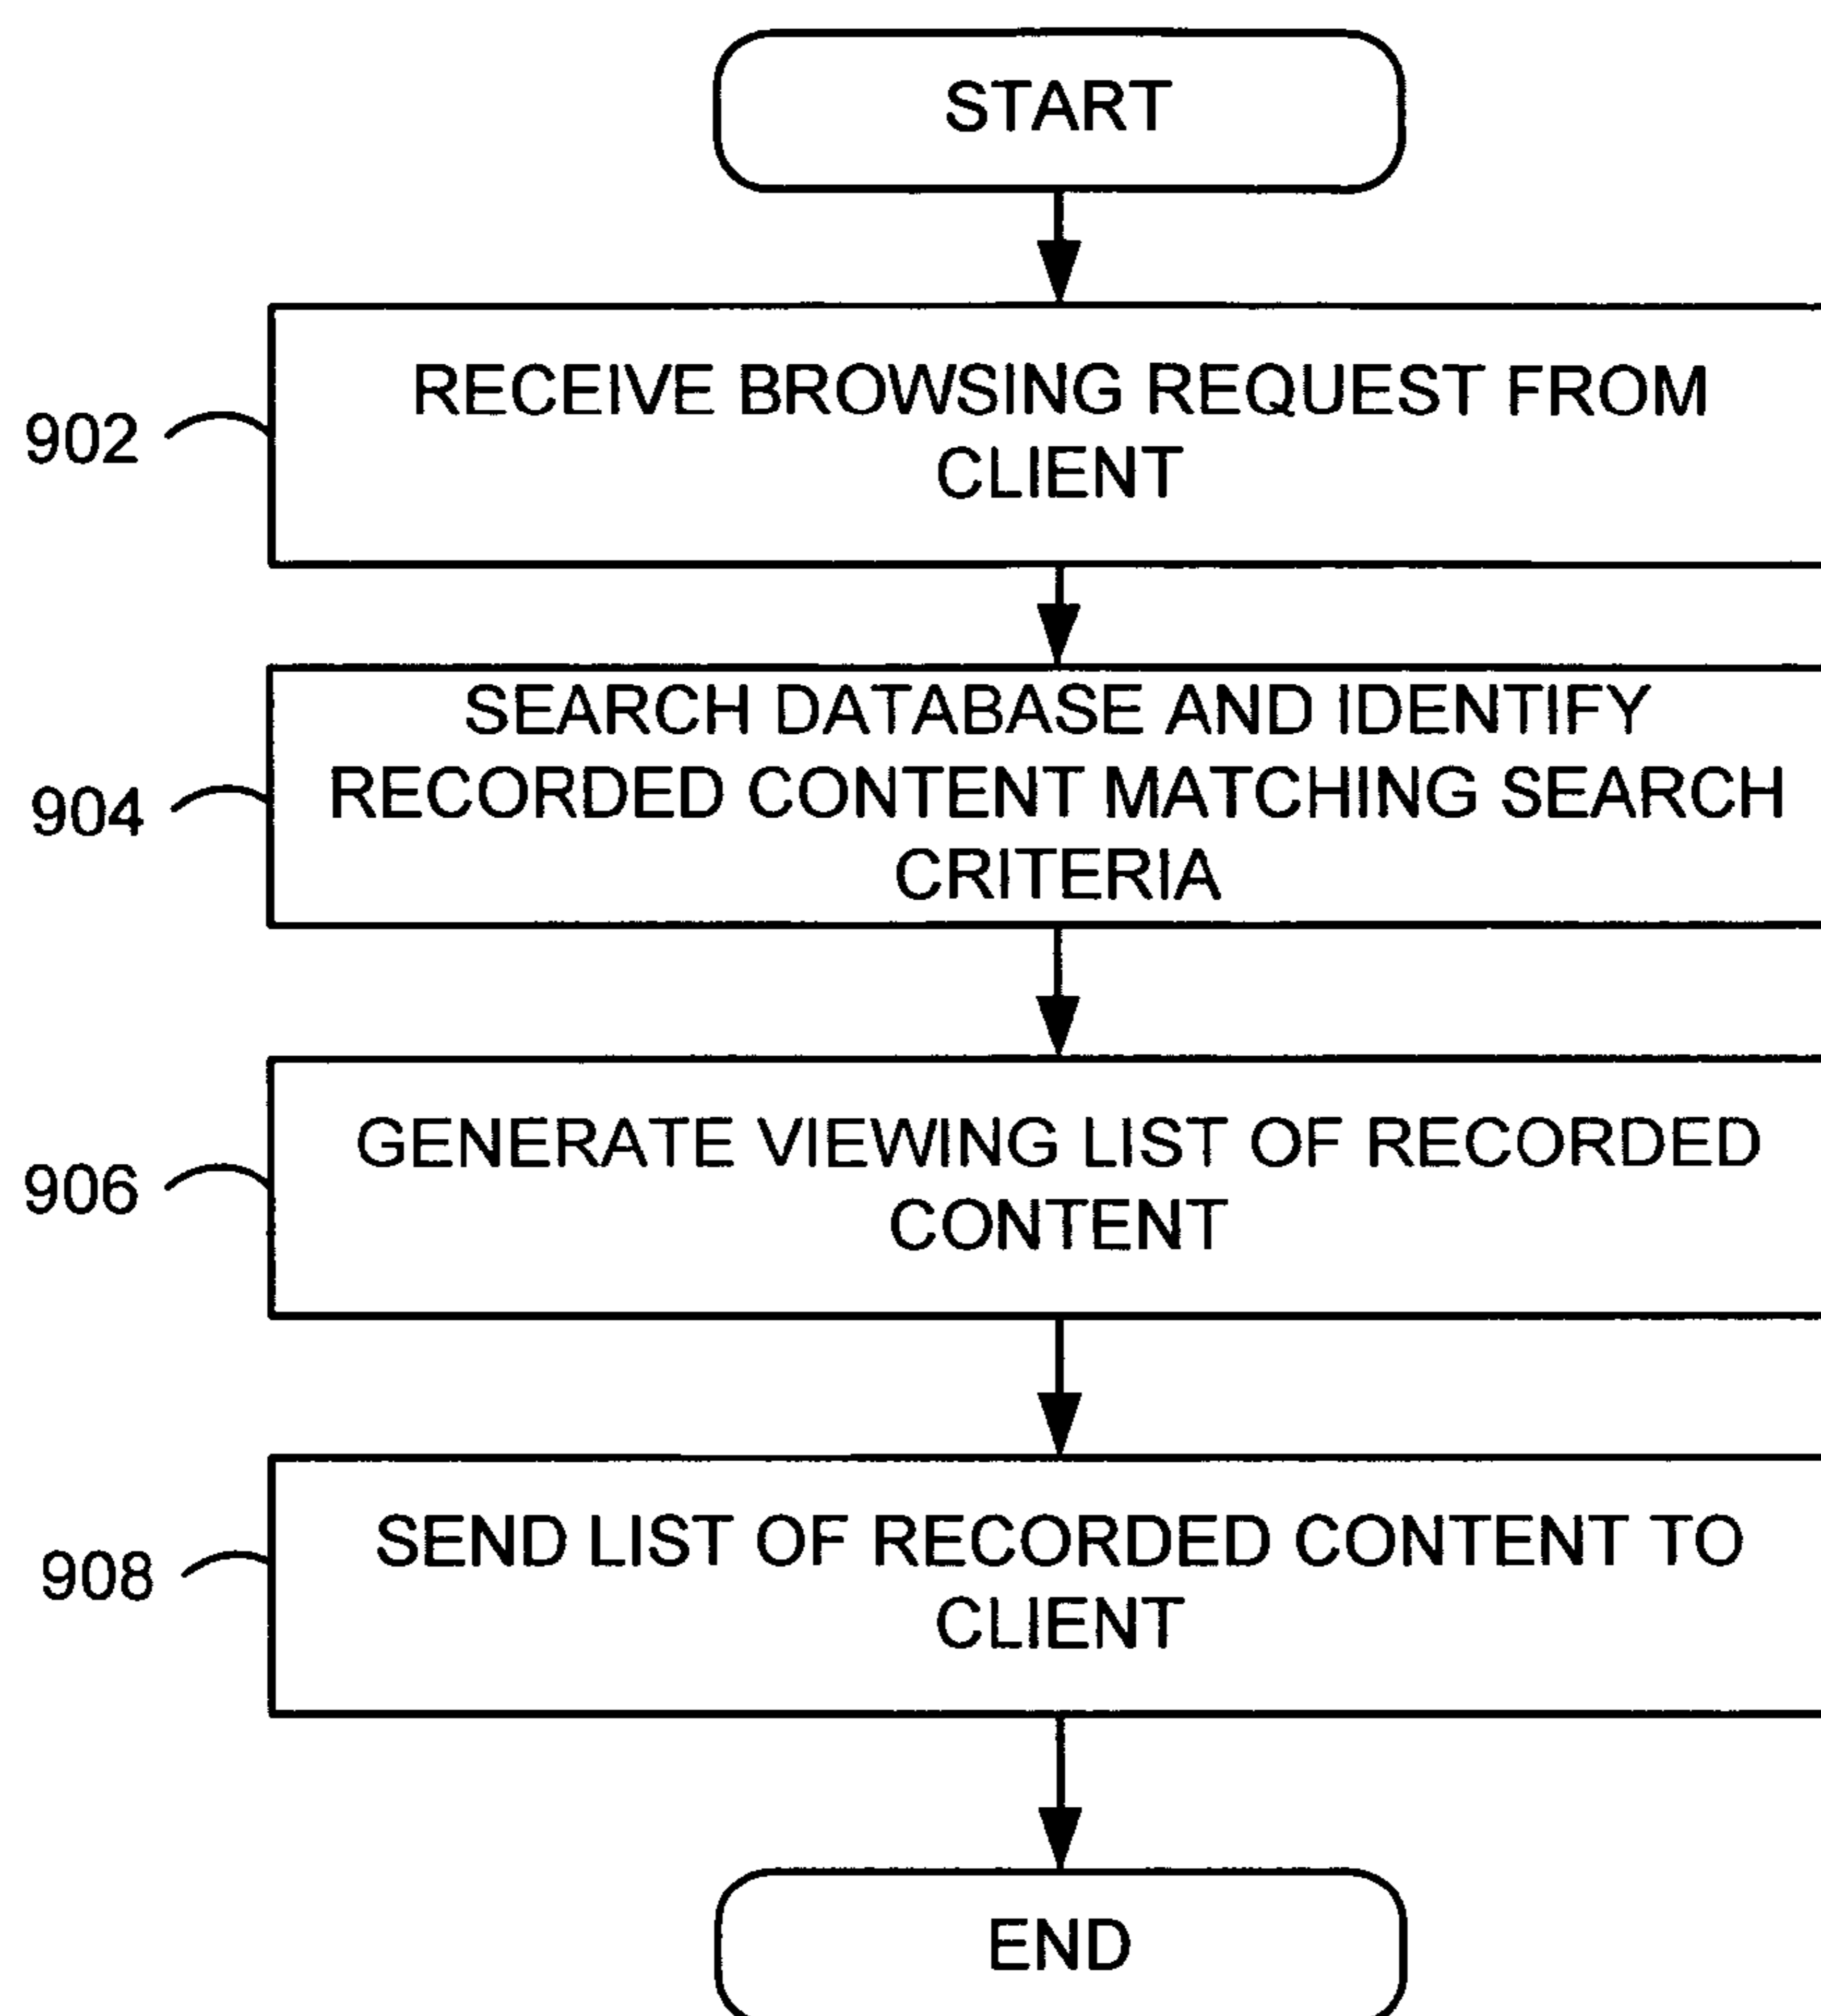 START
RECEIVE BROWSING REQUEST FROM
CLIENT
902
SEARCH DATABASE AND IDENTIFY
RECORDED CONTENT MATCHING SEARCH
CRITERIA
904
GENERATE VIEWING LIST OF RECORDED
CONTENT
906
SEND LIST OF RECORDED CONTENT TO
CLIENT
908
END